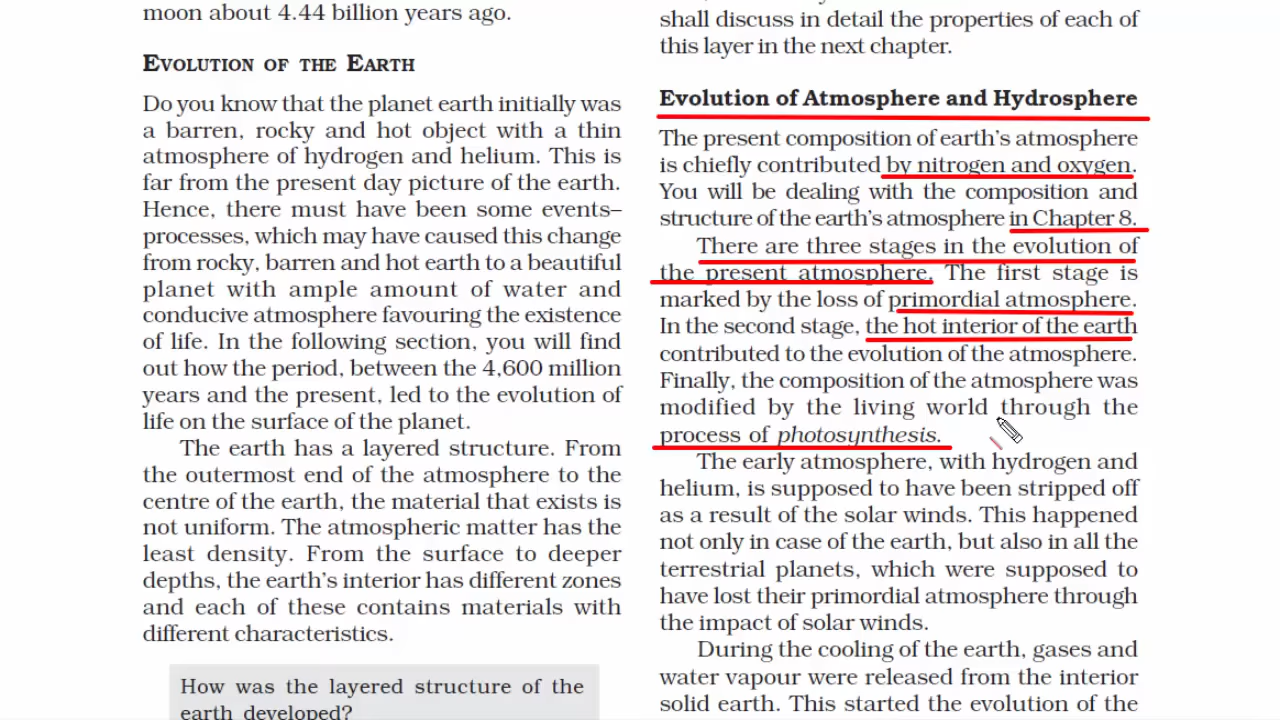 moon about 4.44 billion years ago.
EVOLUTION OF THE EARTH
Do you know that the planet earth initially was
a barren, rocky and hot object with a thin
atmosphere of hydrogen and helium. This is
far from the present day picture of the earth.
Hence, there must have been some events–
processes, which may have caused this change
from rocky, barren and hot earth to a beautiful
planet with ample amount of water and
conducive atmosphere favouring the existence
of life. In the following section, you will find
out how the period, between the 4,600 million
years and the present, led to the evolution of
life on the surface of the planet.
The earth has a layered structure. From
the outermost end of the atmosphere to the
centre of the earth, the material that exists is
not uniform. The atmospheric matter has the
least density. From the surface to deeper
depths, the earth's interior has different zones
and each of these contains materials with
different characteristics.
How was the layered structure of the
earth developed?
shall discuss in detail the properties of each of
this layer in the next chapter.
Evolution of Atmosphere and Hydrosphere
The present composition of earth's atmosphere
is chiefly contributed by nitrogen and oxygen.
You will be dealing with the composition and
structure of the earth's atmosphere in Chapter 8.
There are three stages in the evolution of
the present atmosphere. The first stage is
marked by the loss of primordial atmosphere.
In the second stage, the hot interior of the earth
contributed to the evolution of the atmosphere.
Finally, the composition of the atmosphere was
modified by the living world through the
process of photosynthesis.
The early atmosphere, with hydrogen and
helium, is supposed to have been stripped off
as a result of the solar winds. This happened
not only in case of the earth, but also in all the
terrestrial planets, which were supposed to
have lost their primordial atmosphere through
the impact of solar winds.
During the cooling of the earth, gases and
water vapour were released from the interior
solid earth. This started the evolution of the